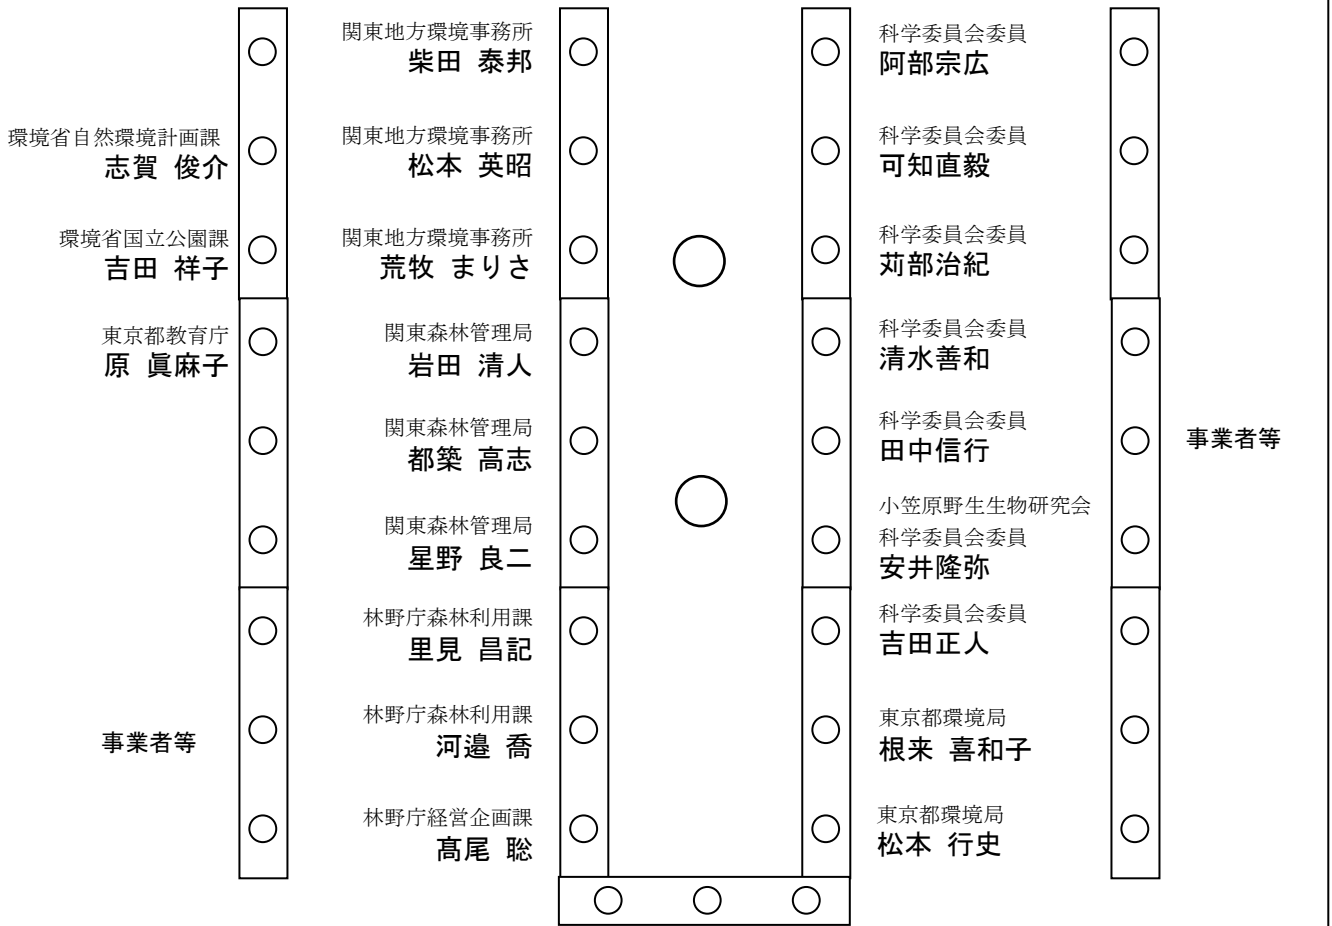 環境省自然環境計画課
志賀 俊介
環境省国立公園課
吉田 祥子
東京都教育庁
原 眞麻子
事業者等
関東地方環境事務所
柴田 泰邦
関東地方環境事務所
松本 英昭
関東地方環境事務所
荒牧 まりさ
関東森林管理局
岩田 清人
関東森林管理局
都築 高志
関東森林管理局
星野 良二
林野庁森林利用課
里見 昌記
林野庁森林利用課
河邉 喬
林野庁経営企画課
髙尾 聡
科学委員会委員
阿部宗広
科学委員会委員
可知直毅
科学委員会委員
苅部治紀
科学委員会委員
清水善和
科学委員会委員
田中信行
小笠原野生生物研究会
科学委員会委員
安井隆弥
科学委員会委員
吉田正人
東京都環境局
根来 喜和子
東京都環境局
松本 行史
事業者等